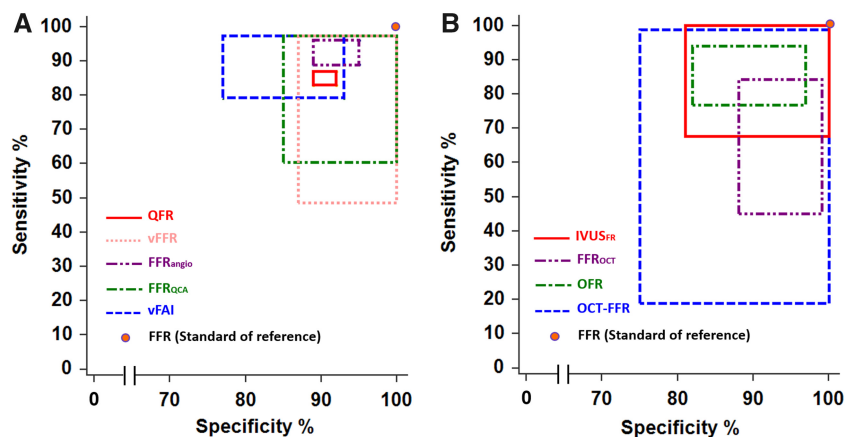 A
Sensitivity %
100
90
80
70
60
50
40
30
20
10
0
QFR
vFFR
FFRangio
FFRQCA
vFAI
FFR (Standard of reference)
0 70 80 90 100
Specificity %
B
Sensitivity %
100
90
80
70
60
50
40
30
20
10
0
IVUSFR
FFROCT
OFR
OCT-FFR
FFR (Standard of reference)
0 70 80 90 100
Specificity %